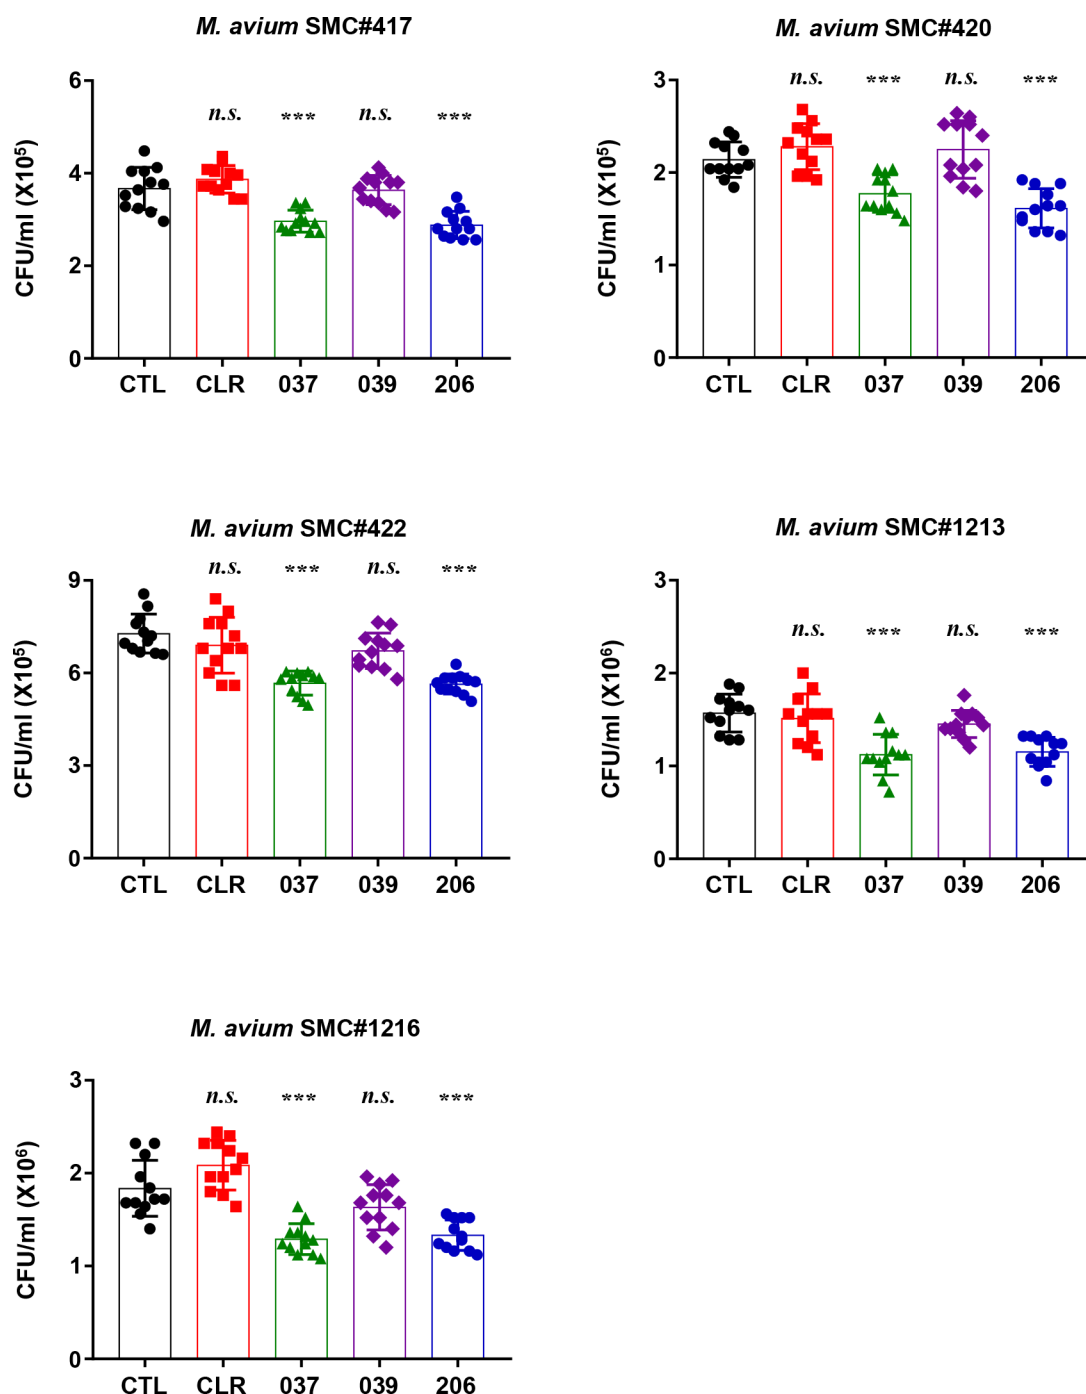 M. avium SMC#417
CFU/ml (X10⁵)
6
4
2
0
n.s. *** n.s. ***
CTL CLR 037 039 206
M. avium SMC#420
CFU/ml (X10⁵)
3
2
1
0
n.s. *** n.s. ***
CTL CLR 037 039 206
M. avium SMC#422
CFU/ml (X10⁵)
9
6
3
0
n.s. *** n.s. ***
CTL CLR 037 039 206
M. avium SMC#1213
CFU/ml (X10⁶)
3
2
1
0
n.s. *** n.s. ***
CTL CLR 037 039 206
M. avium SMC#1216
CFU/ml (X10⁶)
3
2
1
0
n.s. *** n.s. ***
CTL CLR 037 039 206